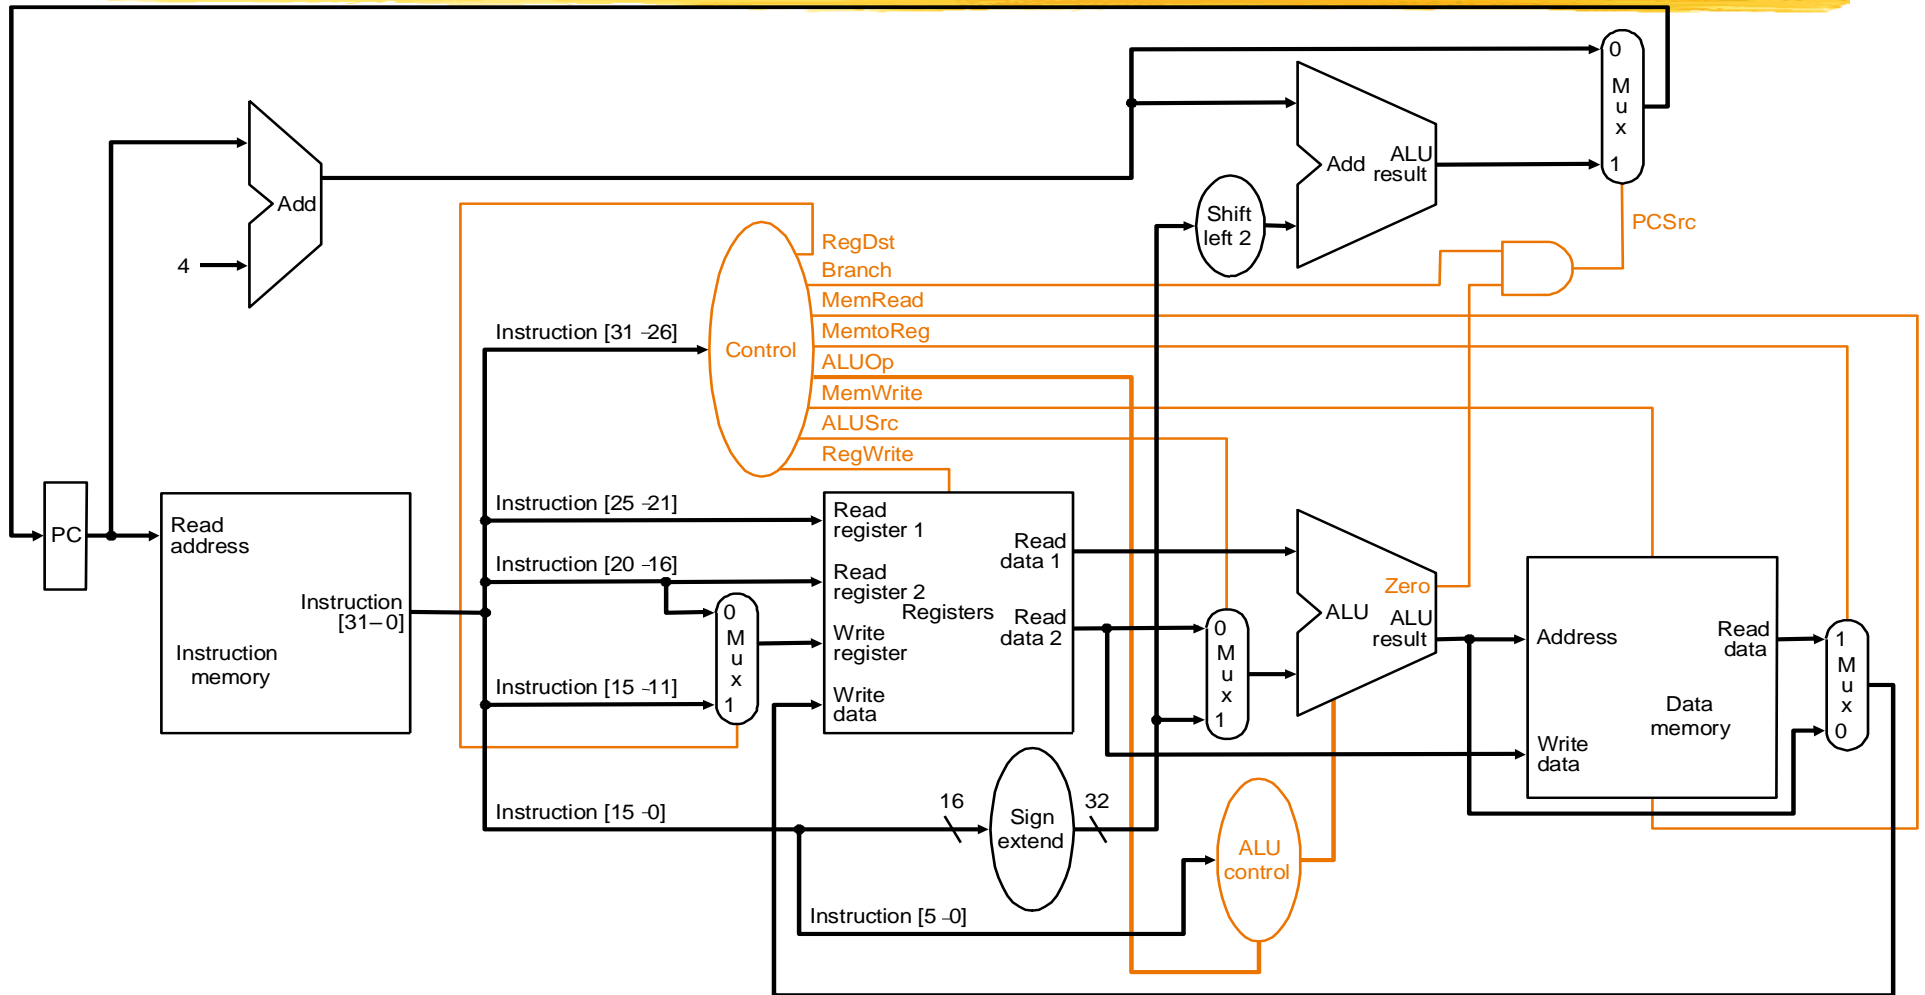 0
M
u
x
1
Add
ALU
result
Add
4
Shift
left 2
PCSrc
RegDst
Branch
MemRead
MemtoReg
ALUOp
MemWrite
ALUSrc
RegWrite
Control
Instruction [31–26]
Instruction [25–21]
Instruction [20–16]
Instruction [15–11]
Instruction [15–0]
Instruction [5–0]
PC
Read
address
Instruction
[31–0]
Instruction
memory
0
M
u
x
1
Read
register 1
Read
register 2
Write
register
Write
data
Registers
Read
data 1
Read
data 2
0
M
u
x
1
Zero
ALU
ALU
result
Address
Write
data
Read
data
Data
memory
1
M
u
x
0
16
Sign
extend
32
ALU
control